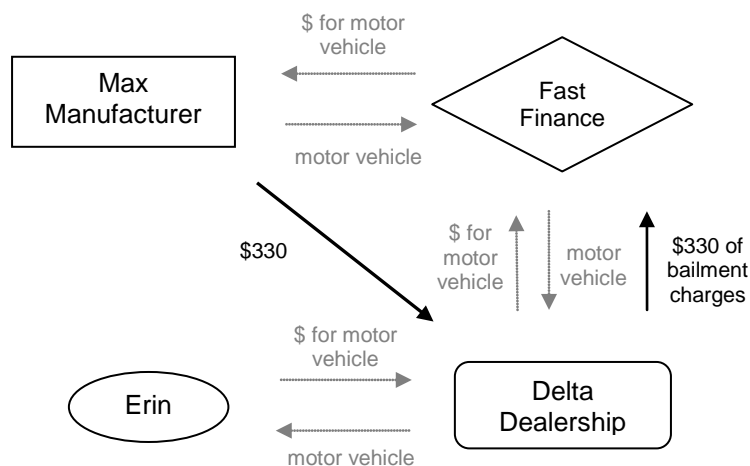 $ for motor
vehicle
Max
Manufacturer
Fast
Finance
motor vehicle
$330
$ for
motor
vehicle
motor
vehicle
$330 of
bailment
charges
$ for motor
vehicle
Erin
Delta
Dealership
motor vehicle